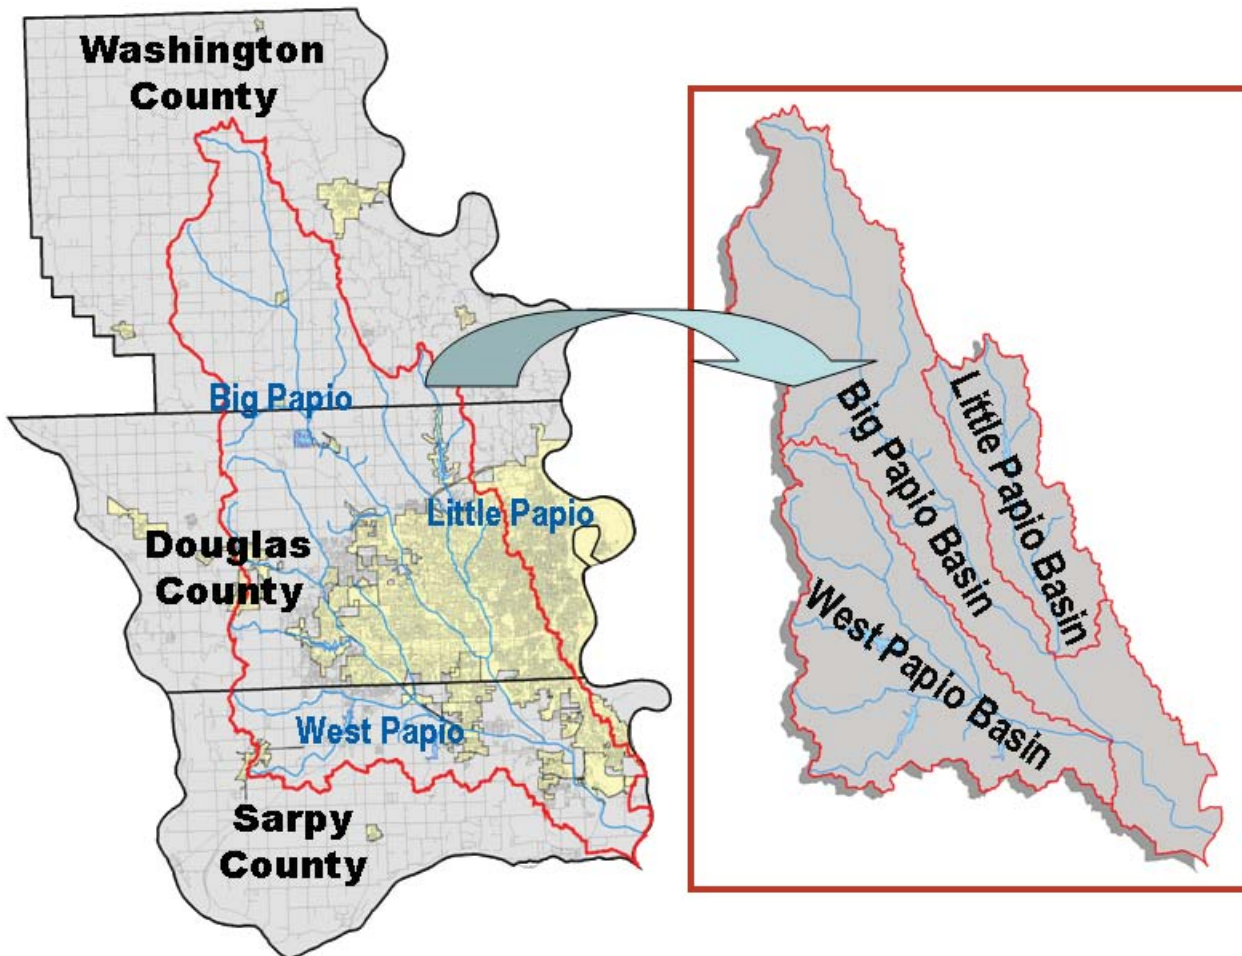 Washington
County
Big Papio
Little Papio
Douglas
County
West Papio
Sarpy
County
Big Papio Basin
Little Papio Basin
West Papio Basin